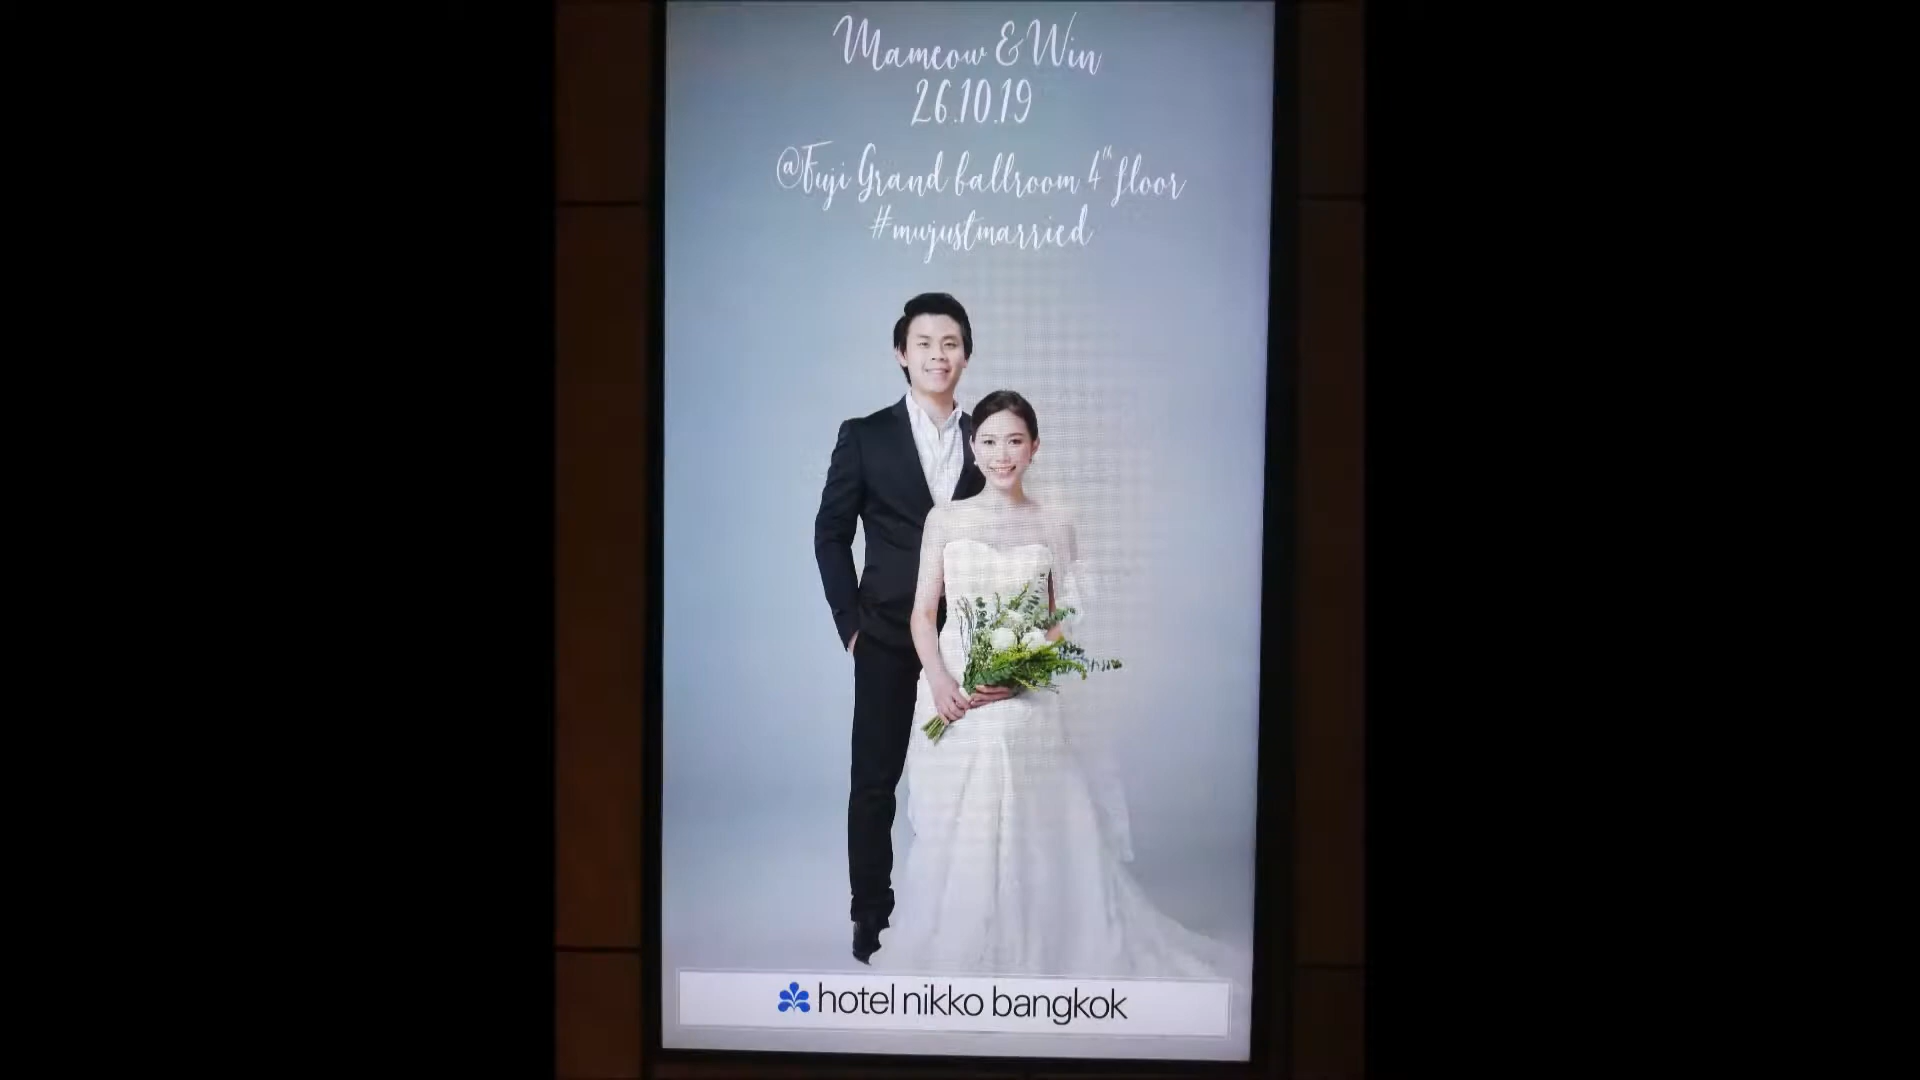 Mameow & Win
26.10.19
@Fuji Grand ballroom 4th floor
#mwjustmarried
hotel nikko bangkok